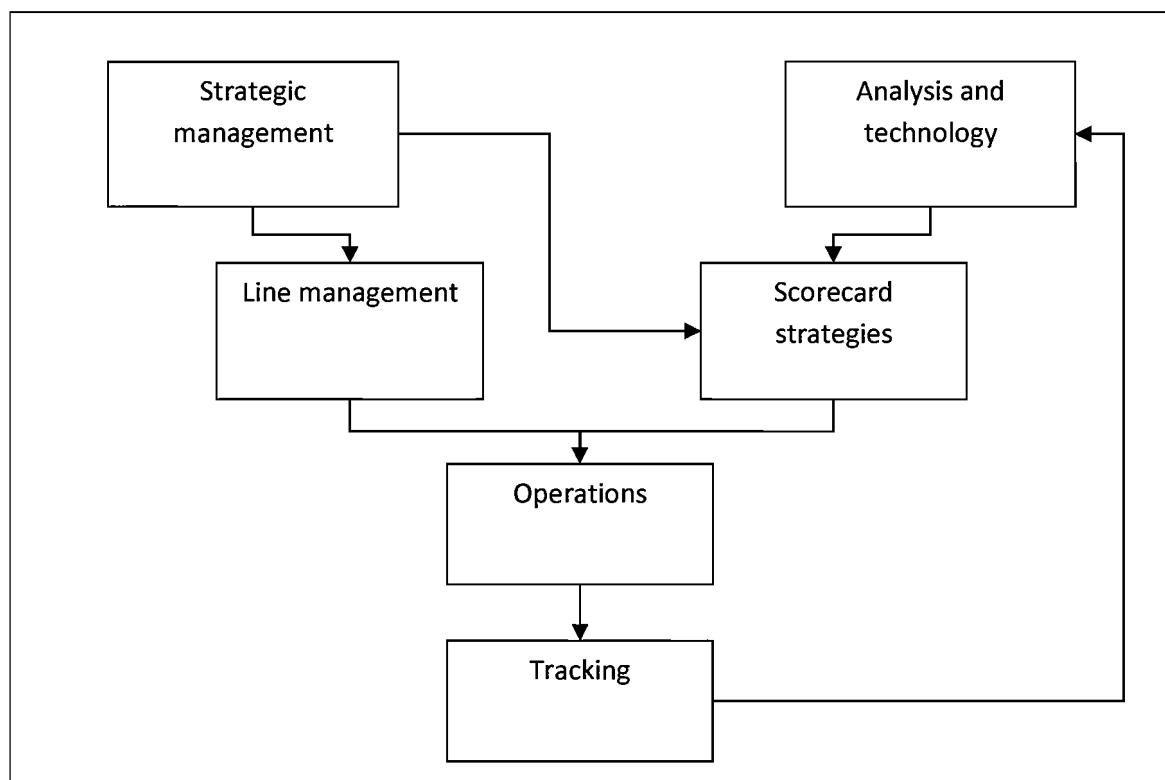 Strategic
management
Analysis and
technology
Line management
Scorecard
strategies
Operations
Tracking